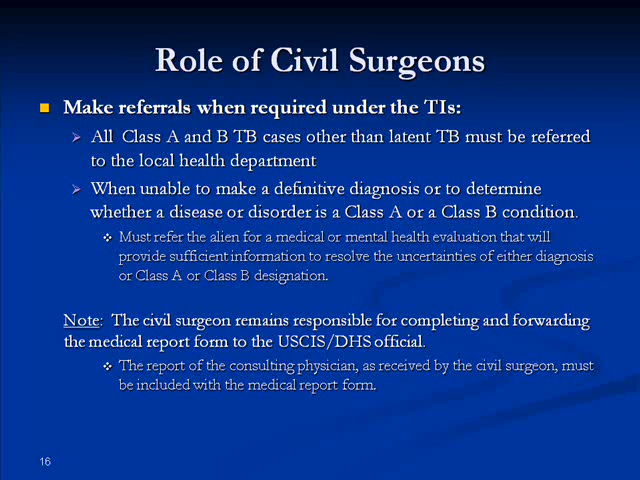 Role of Civil Surgeons
Make referrals when required under the TIs:
All Class A and B TB cases other than latent TB must be referred
to the local health department
When unable to make a definitive diagnosis or to determine
whether a disease or disorder is a Class A or a Class B condition.
Must refer the alien for a medical or mental health evaluation that will
provide sufficient information to resolve the uncertainties of either diagnosis
or Class A or Class B designation.
Note: The civil surgeon remains responsible for completing and forwarding
the medical report form to the USCIS/DHS official.
The report of the consulting physician, as received by the civil surgeon, must
be included with the medical report form.
16